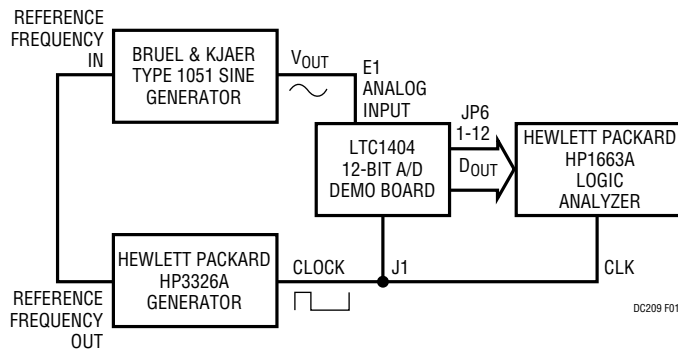 REFERENCE
FREQUENCY
IN
BRUEL & KJAER
TYPE 1051 SINE
GENERATOR
VOUT
E1
ANALOG
INPUT
LTC1404
12-BIT A/D
DEMO BOARD
JP6
1-12
DOUT
HEWLETT PACKARD
HP1663A
LOGIC
ANALYZER
HEWLETT PACKARD
HP3326A
GENERATOR
CLOCK
J1
CLK
REFERENCE
FREQUENCY
OUT
DC209 F01